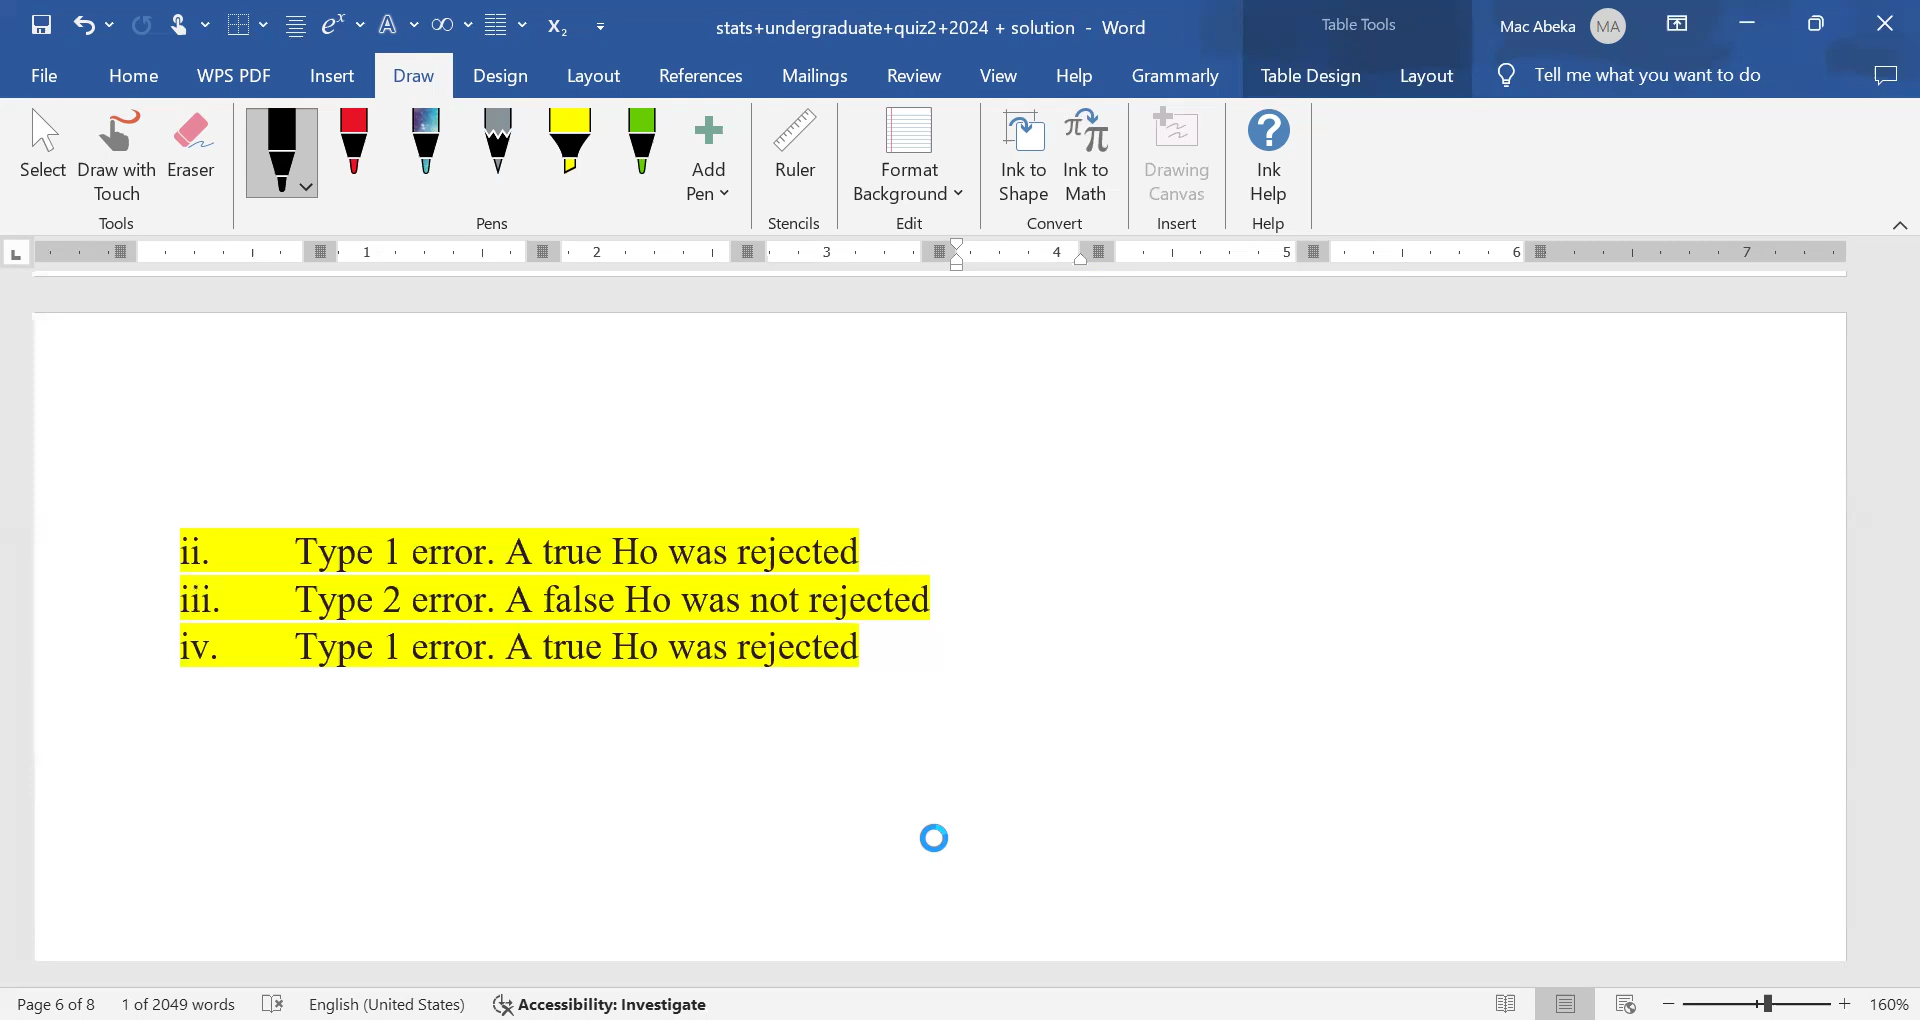 stats+undergraduate+quiz2+2024 + solution - Word
Table Tools
Mac Abeka MA
File Home WPS PDF Insert Draw Design Layout References Mailings Review View Help Grammarly Table Design Layout Tell me what you want to do
Select
Draw with Touch
Eraser
Tools
Pens
Add Pen
Ruler
Stencils
Format Background
Edit
Ink to Shape
Ink to Math
Convert
Drawing Canvas
Insert
Ink Help
Help
1 2 3 4 5 6 7
ii. Type 1 error. A true Ho was rejected
iii. Type 2 error. A false Ho was not rejected
iv. Type 1 error. A true Ho was rejected
Page 6 of 8 1 of 2049 words English (United States) Accessibility: Investigate 160%